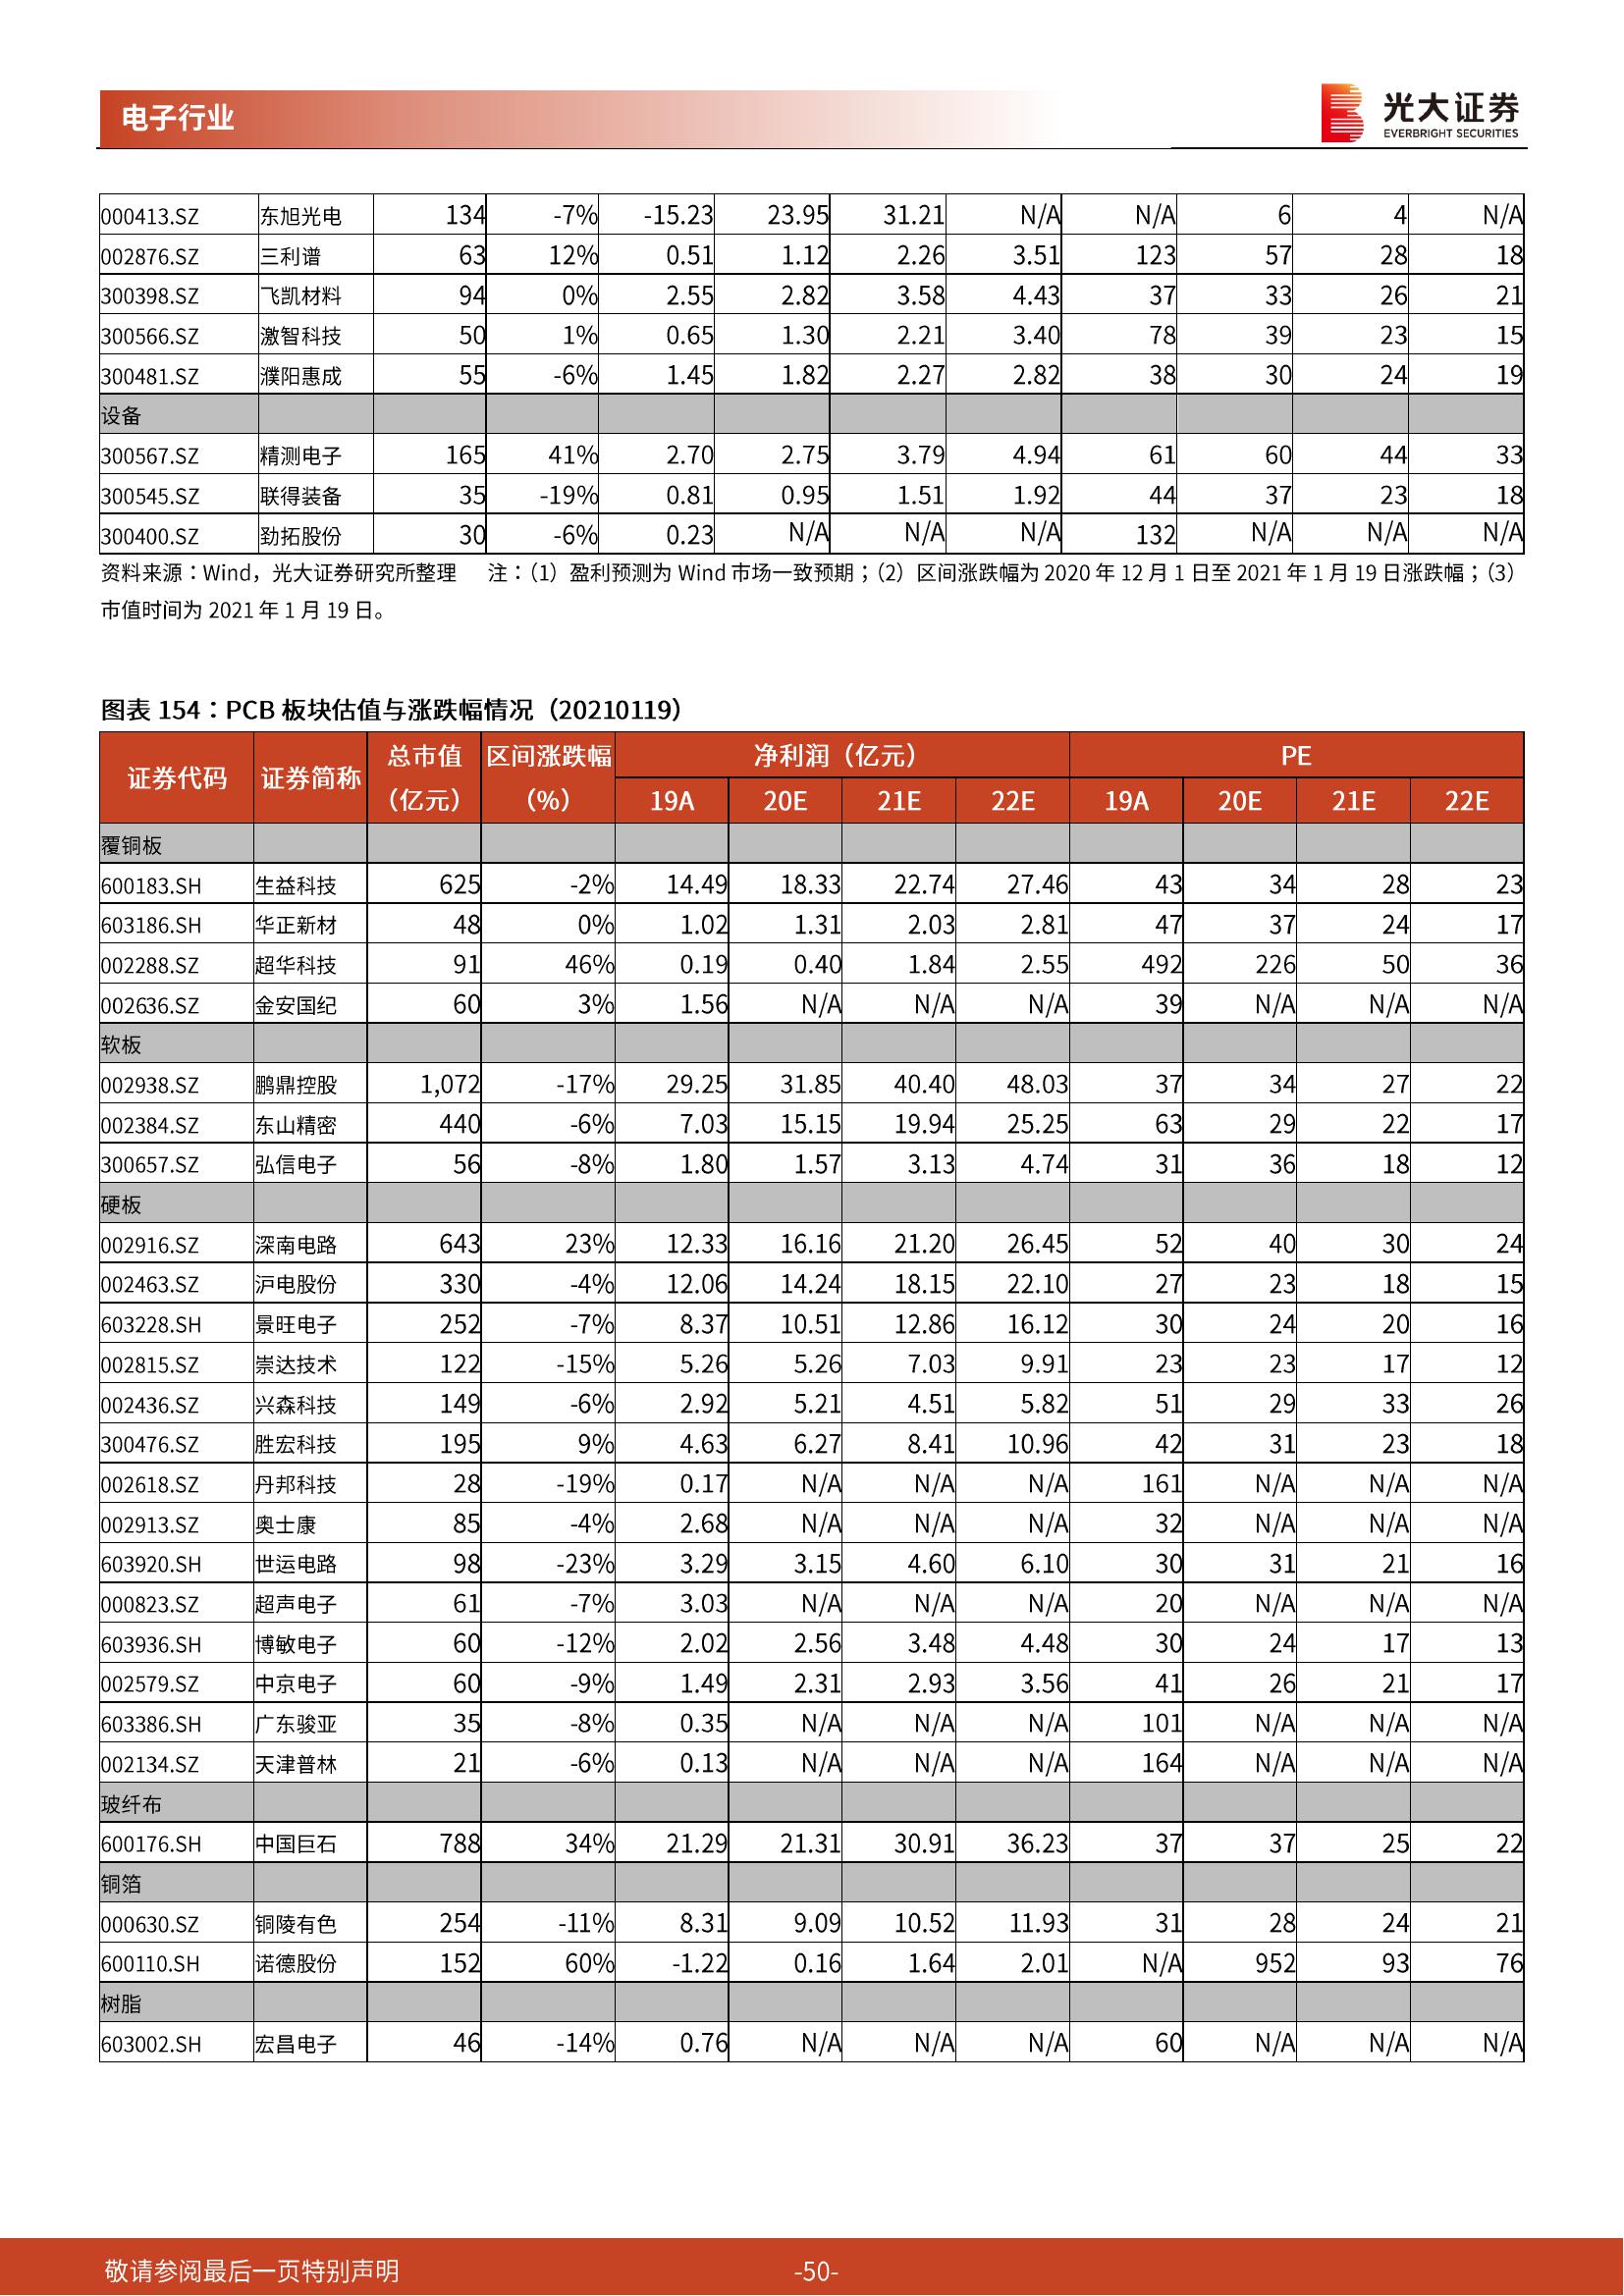 电子行业
光大证券
EVERBRIGHT SECURITIES
000413.SZ 东旭光电 134 -7% -15.23 23.95 31.21 N/A N/A 6 4 N/A
002876.SZ 三利谱 63 12% 0.51 1.12 2.26 3.51 123 57 28 18
300398.SZ 飞凯材料 94 0% 2.55 2.82 3.58 4.43 37 33 26 21
300566.SZ 激智科技 50 1% 0.65 1.30 2.21 3.40 78 39 23 15
300481.SZ 濮阳惠成 55 -6% 1.45 1.82 2.27 2.82 38 30 24 19
设备
300567.SZ 精测电子 165 41% 2.70 2.75 3.79 4.94 61 60 44 33
300545.SZ 联得装备 35 -19% 0.81 0.95 1.51 1.92 44 37 23 18
300400.SZ 劲拓股份 30 -6% 0.23 N/A N/A N/A 132 N/A N/A N/A
资料来源：Wind，光大证券研究所整理 注：（1）盈利预测为 Wind 市场一致预期；（2）区间涨跌幅为 2020 年 12 月 1 日至 2021 年 1 月 19 日涨跌幅；（3）
市值时间为 2021 年 1 月 19 日。
图表 154：PCB 板块估值与涨跌幅情况（20210119）
证券代码 证券简称 总市值（亿元） 区间涨跌幅（%） 净利润（亿元） PE
19A 20E 21E 22E 19A 20E 21E 22E
覆铜板
600183.SH 生益科技 625 -2% 14.49 18.33 22.74 27.46 43 34 28 23
603186.SH 华正新材 48 0% 1.02 1.31 2.03 2.81 47 37 24 17
002288.SZ 超华科技 91 46% 0.19 0.40 1.84 2.55 492 226 50 36
002636.SZ 金安国纪 60 3% 1.56 N/A N/A N/A 39 N/A N/A N/A
软板
002938.SZ 鹏鼎控股 1,072 -17% 29.25 31.85 40.40 48.03 37 34 27 22
002384.SZ 东山精密 440 -6% 7.03 15.15 19.94 25.25 63 29 22 17
300657.SZ 弘信电子 56 -8% 1.80 1.57 3.13 4.74 31 36 18 12
硬板
002916.SZ 深南电路 643 23% 12.33 16.16 21.20 26.45 52 40 30 24
002463.SZ 沪电股份 330 -4% 12.06 14.24 18.15 22.10 27 23 18 15
603228.SH 景旺电子 252 -7% 8.37 10.51 12.86 16.12 30 24 20 16
002815.SZ 崇达技术 122 -15% 5.26 5.26 7.03 9.91 23 23 17 12
002436.SZ 兴森科技 149 -6% 2.92 5.21 4.51 5.82 51 29 33 26
300476.SZ 胜宏科技 195 9% 4.63 6.27 8.41 10.96 42 31 23 18
002618.SZ 丹邦科技 28 -19% 0.17 N/A N/A N/A 161 N/A N/A N/A
002913.SZ 奥士康 85 -4% 2.68 N/A N/A N/A 32 N/A N/A N/A
603920.SH 世运电路 98 -23% 3.29 3.15 4.60 6.10 30 31 21 16
000823.SZ 超声电子 61 -7% 3.03 N/A N/A N/A 20 N/A N/A N/A
603936.SH 博敏电子 60 -12% 2.02 2.56 3.48 4.48 30 24 17 13
002579.SZ 中京电子 60 -9% 1.49 2.31 2.93 3.56 41 26 21 17
603386.SH 广东骏亚 35 -8% 0.35 N/A N/A N/A 101 N/A N/A N/A
002134.SZ 天津普林 21 -6% 0.13 N/A N/A N/A 164 N/A N/A N/A
玻纤布
600176.SH 中国巨石 788 34% 21.29 21.31 30.91 36.23 37 37 25 22
铜箔
000630.SZ 铜陵有色 254 -11% 8.31 9.09 10.52 11.93 31 28 24 21
600110.SH 诺德股份 152 60% -1.22 0.16 1.64 2.01 N/A 952 93 76
树脂
603002.SH 宏昌电子 46 -14% 0.76 N/A N/A N/A 60 N/A N/A N/A
敬请参阅最后一页特别声明 -50-